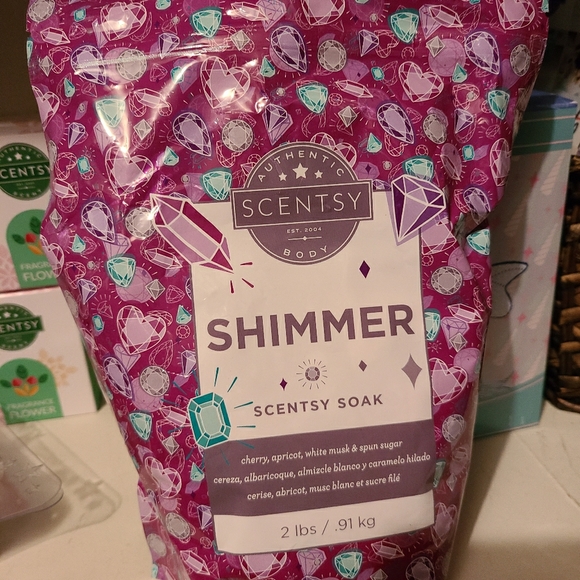 AUTHENTIC
SCENTSY
EST. 2004
BODY
SHIMMER
SCENTSY SOAK
cherry, apricot, white musk & spun sugar
cereza, albaricoque, almizcle blanco y caramelo hilado
cerise, abricot, musc blanc et sucre filé
2 lbs / .91 kg
SCENTSY
FLOW
SCENTSY
FRAGRANCE
FLOWER